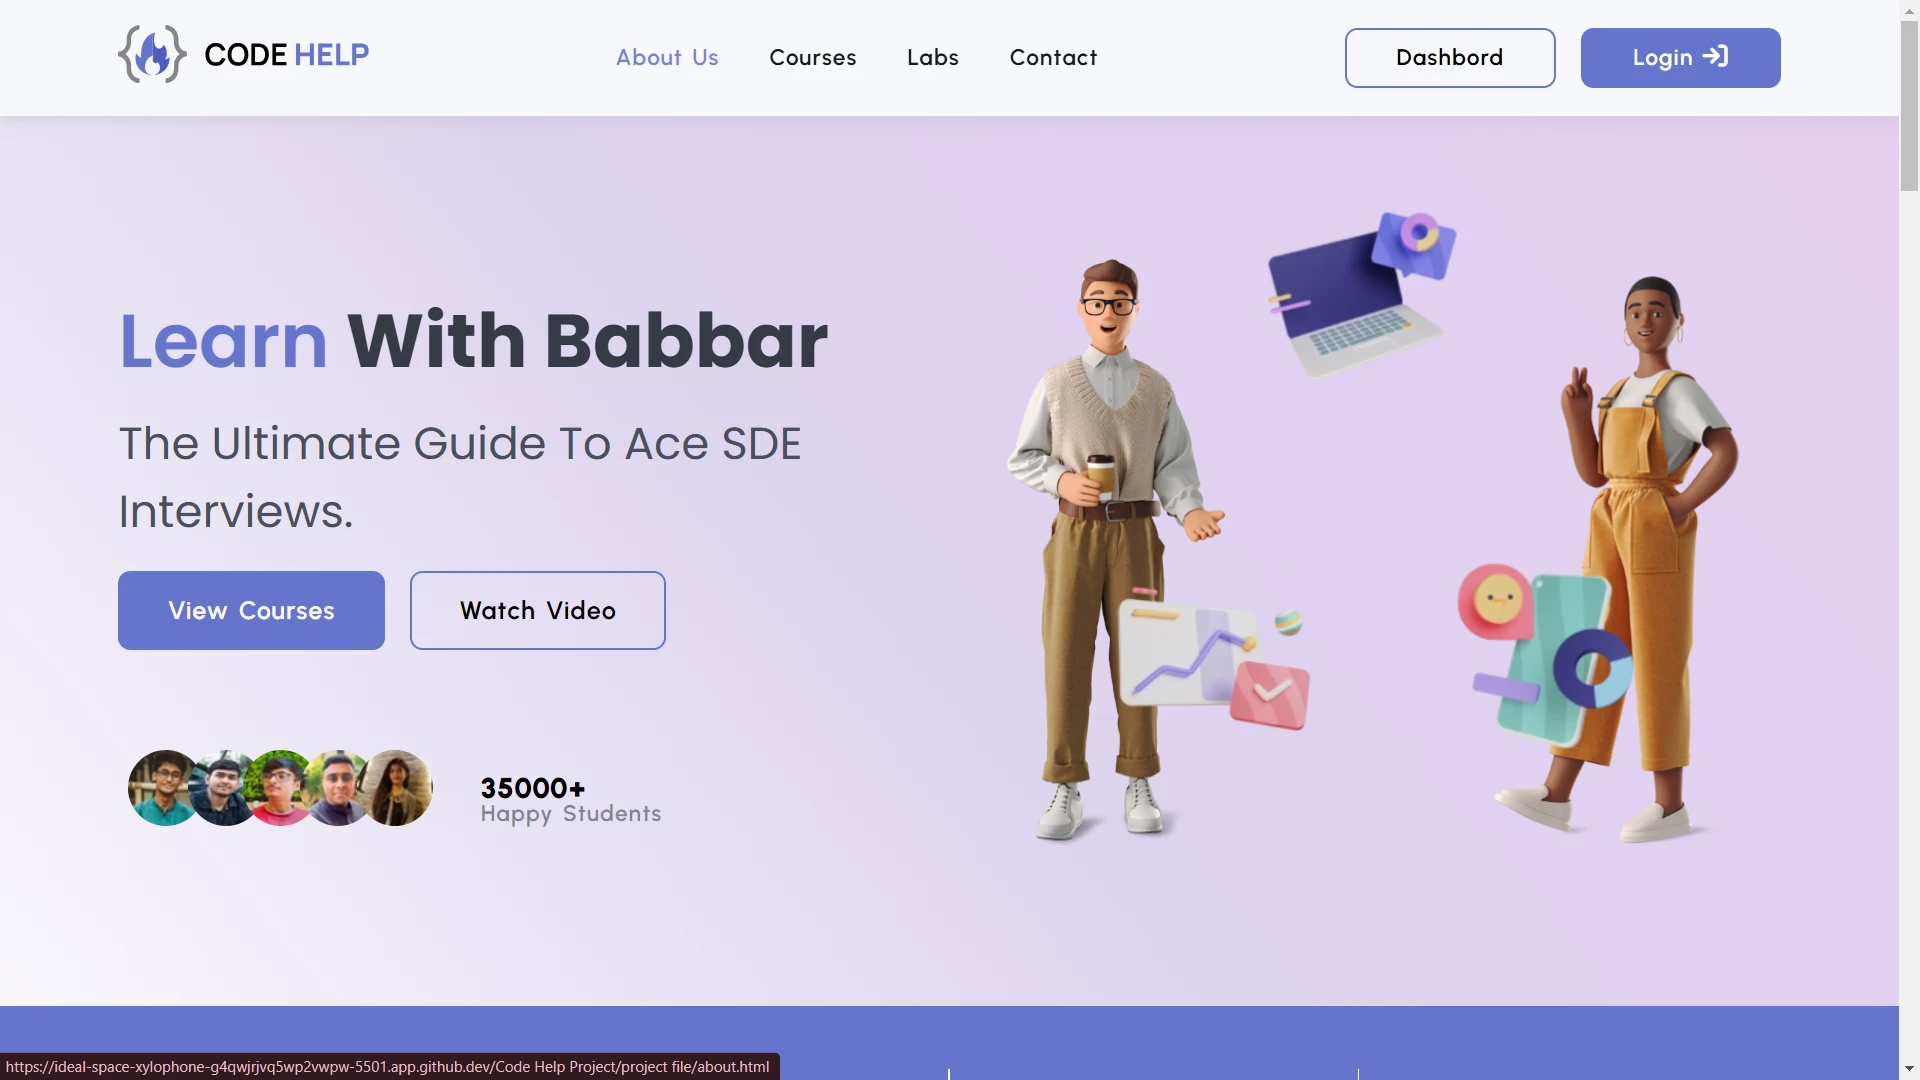 CODE HELP
About Us
Courses
Labs
Contact
Dashbord
Login
Learn With Babbar
The Ultimate Guide To Ace SDE
Interviews.
View Courses
Watch Video
35000+
Happy Students
https://ideal-space-xylophone-g4qwjrjvq5wp2vwpw-5501.app.github.dev/Code Help Project/project file/about.html